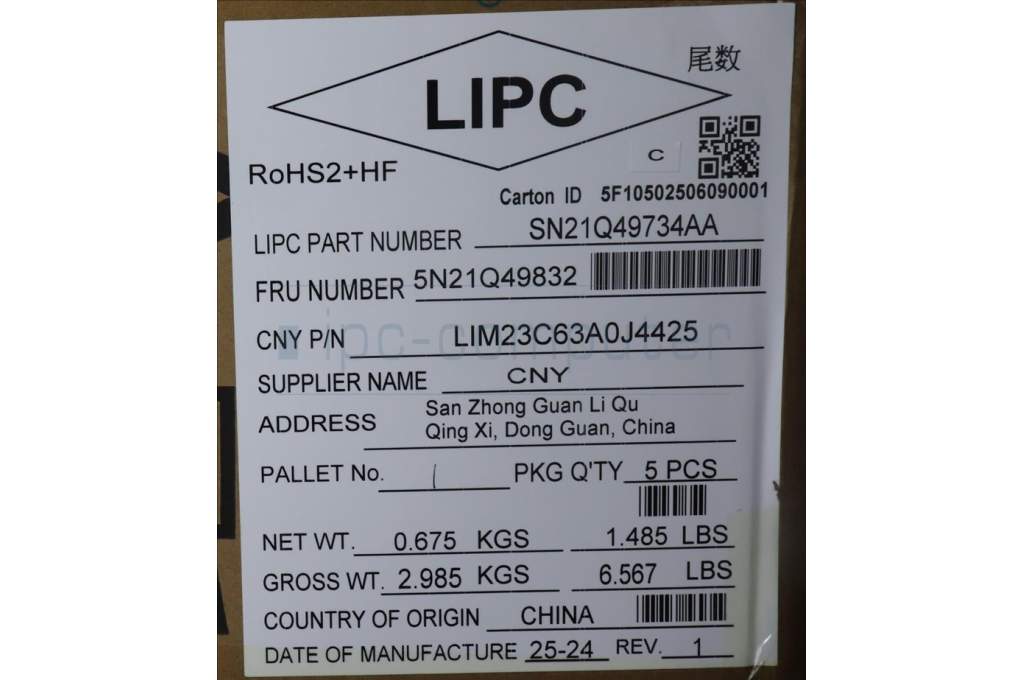 尾数
LIPC
C
RoHS2+HF
Carton ID 5F10502506090001
LIPC PART NUMBER SN21Q49734AA
FRU NUMBER 5N21Q49832
CNY P/N LIM23C63A0J4425
ipc-computer
SUPPLIER NAME CNY
ADDRESS San Zhong Guan Li Qu
Qing Xi, Dong Guan, China
PALLET No. / PKG Q'TY 5 PCS
NET WT. 0.675 KGS 1.485 LBS
GROSS WT. 2.985 KGS 6.567 LBS
COUNTRY OF ORIGIN CHINA
DATE OF MANUFACTURE 25-24 REV. 1